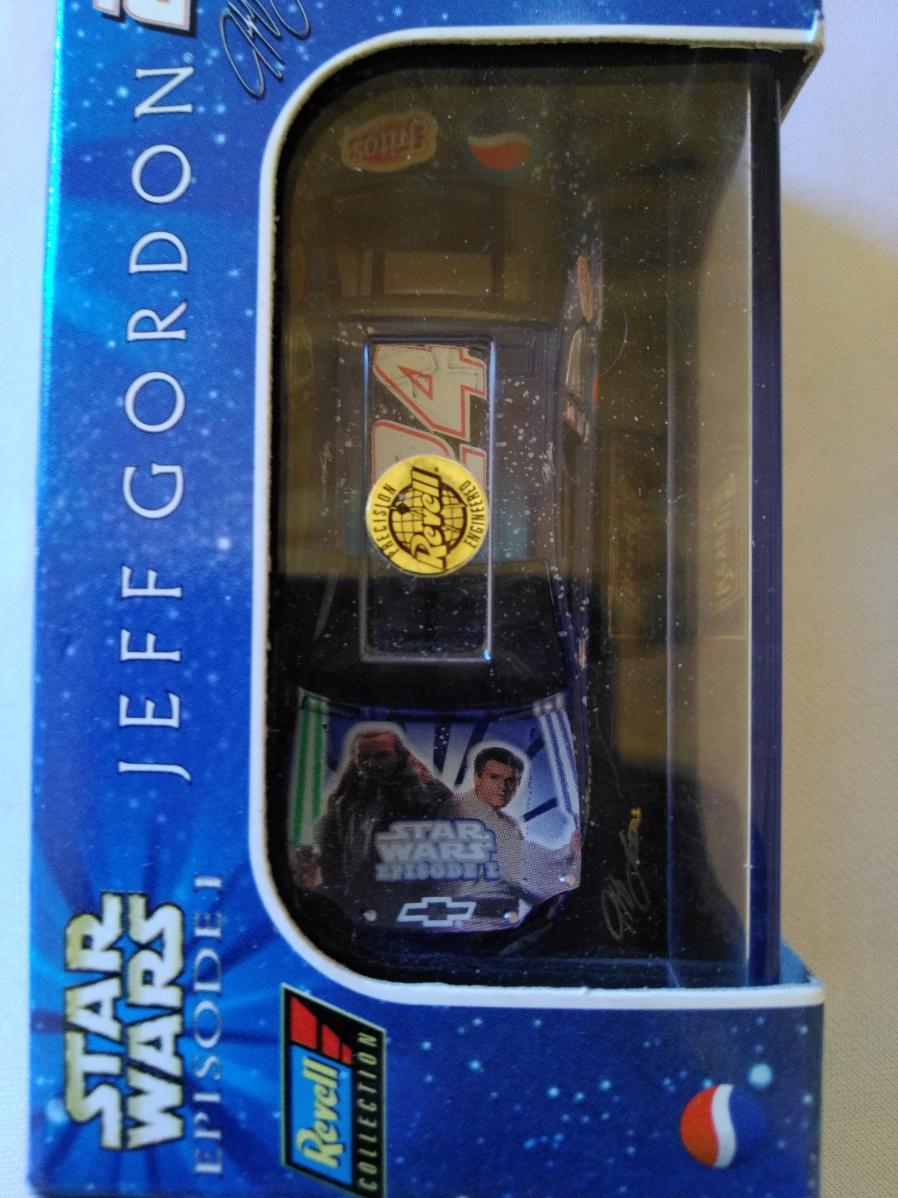 JEFF GORDON
STAR
WARS
EPISODE I
Revell
COLLECTION
Fritos
24
PRECISION
Revell
ENGINEERED
STAR
WARS
EPISODE I